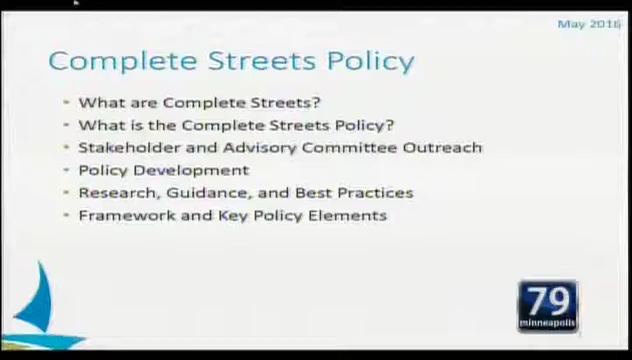 May 2016
Complete Streets Policy
• What are Complete Streets?
• What is the Complete Streets Policy?
• Stakeholder and Advisory Committee Outreach
• Policy Development
• Research, Guidance, and Best Practices
• Framework and Key Policy Elements
79
minneapolis